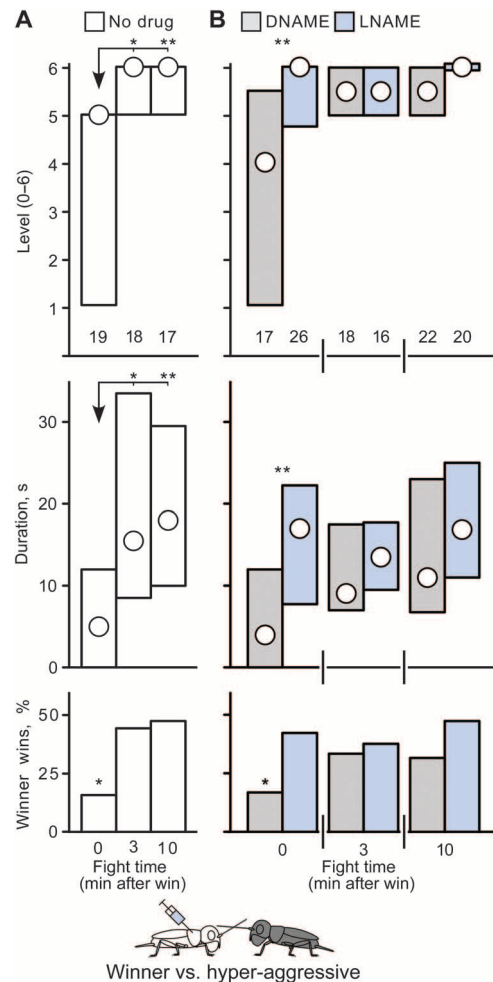 A
No drug
B
DNAME LNAME
* **
**
6
5
4
3
2
1
Level (0–6)
19 18 17
17 26 18 16 22 20
* **
**
30
20
10
0
Duration, s
50
25
0
Winner wins, %
*
*
0 3 10
0 3 10
Fight time
(min after win)
Fight time
(min after win)
Winner vs. hyper-aggressive